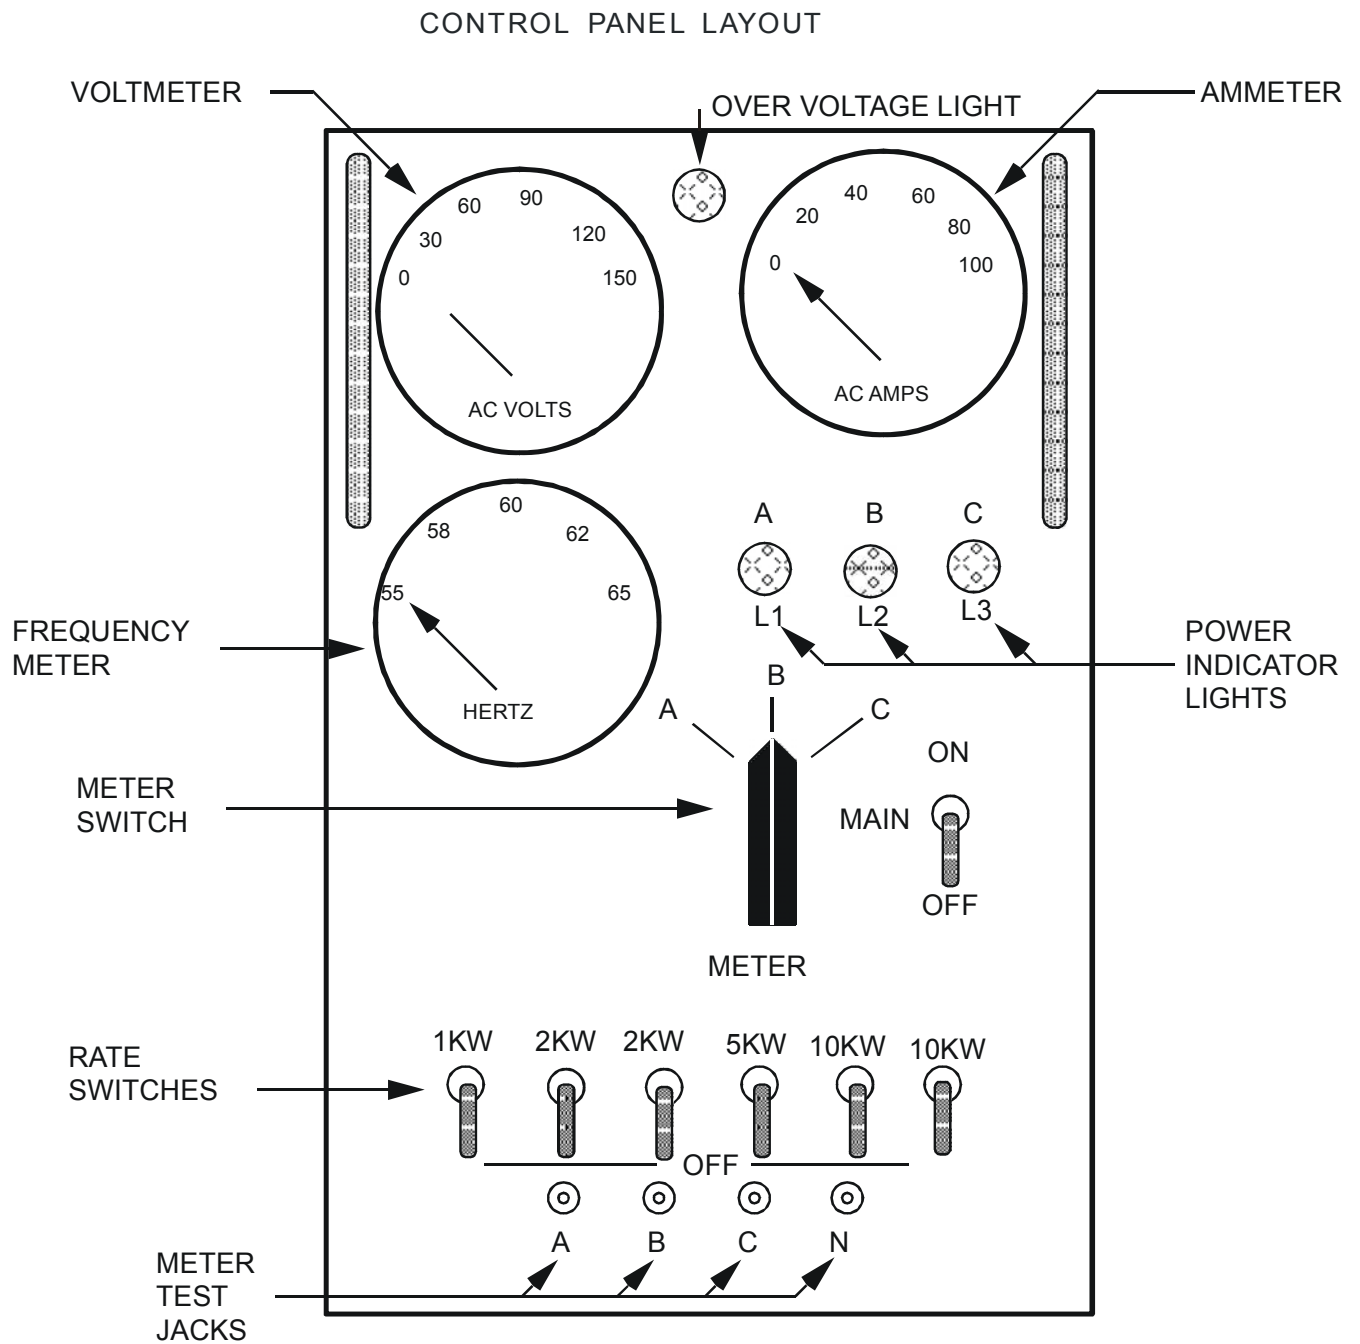 CONTROL PANEL LAYOUT
VOLTMETER
OVER VOLTAGE LIGHT
AMMETER
0 30 60 90 120 150
AC VOLTS
0 20 40 60 80 100
AC AMPS
55 58 60 62 65
HERTZ
A B C
L1 L2 L3
FREQUENCY
METER
POWER
INDICATOR
LIGHTS
A B C
METER
SWITCH
ON
MAIN
OFF
METER
RATE
SWITCHES
1KW 2KW 2KW 5KW 10KW 10KW
OFF
A B C N
METER
TEST
JACKS